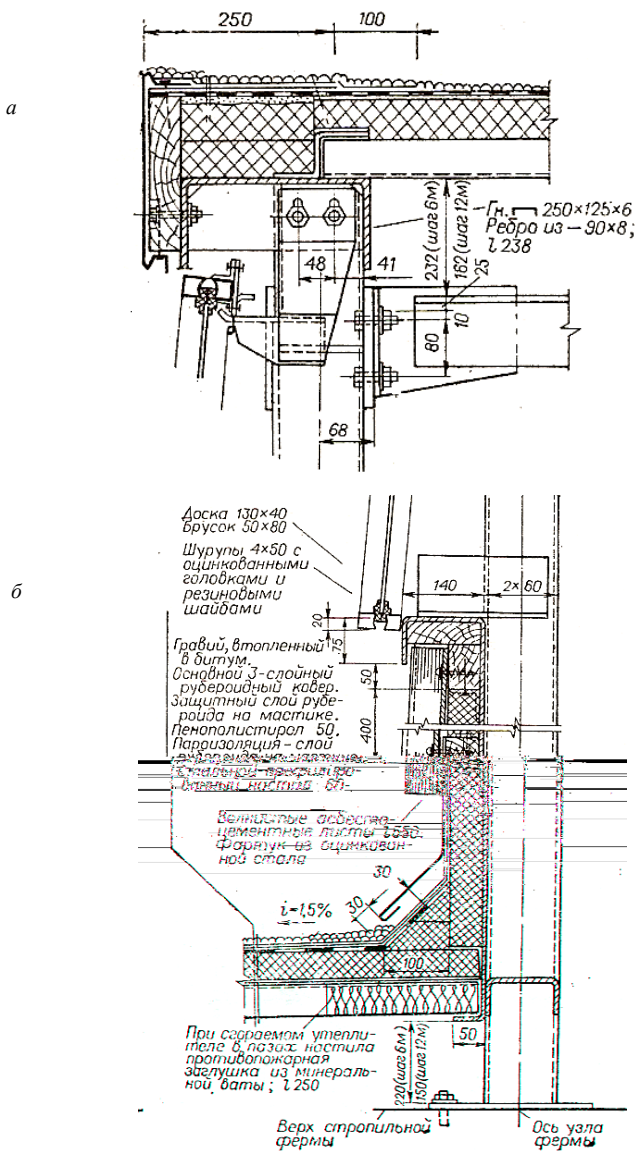 250
100
а
Гн. 250×125×6
Ребро из — 90×8;
l 238
232 (шаг 6м)
162 (шаг 12м)
25
48
41
10
80
68
Доска 130×40
Брусок 50×80
Шурупы 4×50 с
оцинкованными
головками и
резиновыми
шайбами
б
140
2×60
20
75
50
400
Гравий, втопленный
в битум.
Основной 3-слойный
рубероидный ковер.
Защитный слой рубе-
роида на мастике.
Пенополистирол 50.
Пароизоляция – слой
Стальной профилиро-
ванный настил 60.
Волнистые асбесто-
цементные листы l 550.
Фартук из оцинкован-
ной стали
30
30
i=1,5%
100
При сгораемом утепли-
теле в пазах настила
противопожарная
заглушка из минераль-
ной ваты; l 250
50
220 (шаг 6м)
150 (шаг 12м)
Верх стропильной
фермы
Ось узла
фермы